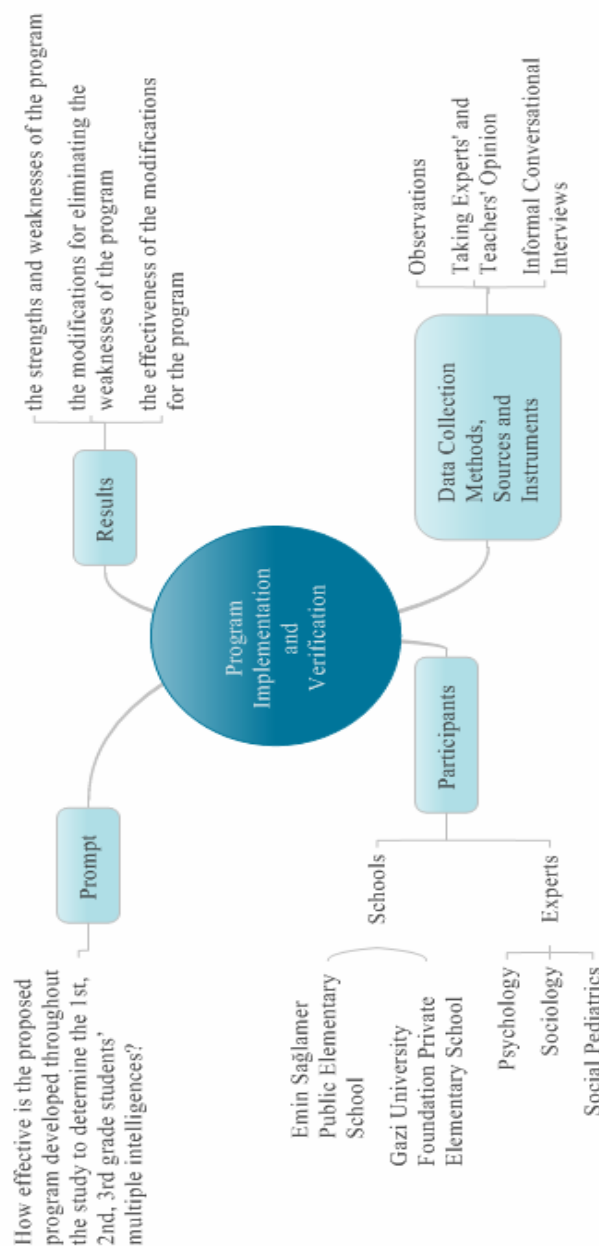 How effective is the proposed
program developed throughout
the study to determine the 1st,
2nd, 3rd grade students'
multiple intelligences?
Prompt
Results
the strengths and weaknesses of the program
the modifications for eliminating the
weaknesses of the program
the effectiveness of the modifications
for the program
Program
Implementation
and
Verification
Emin Sağlamer
Public Elementary
School
Gazi University
Foundation Private
Elementary School
Schools
Psychology
Sociology
Social Pediatrics
Experts
Participants
Data Collection
Methods,
Sources and
Instruments
Observations
Taking Experts' and
Teachers' Opinion
Informal Conversational
Interviews